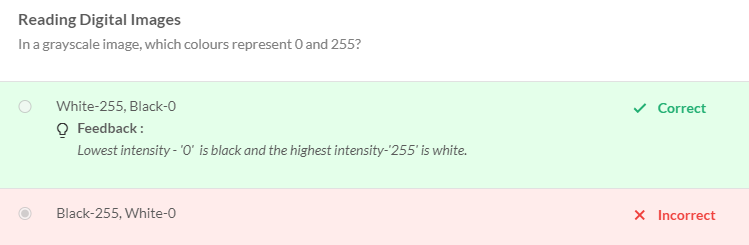 Reading Digital Images
In a grayscale image, which colours represent 0 and 255?
White-255, Black-0
Correct
Feedback :
Lowest intensity - '0' is black and the highest intensity-'255' is white.
Black-255, White-0
Incorrect